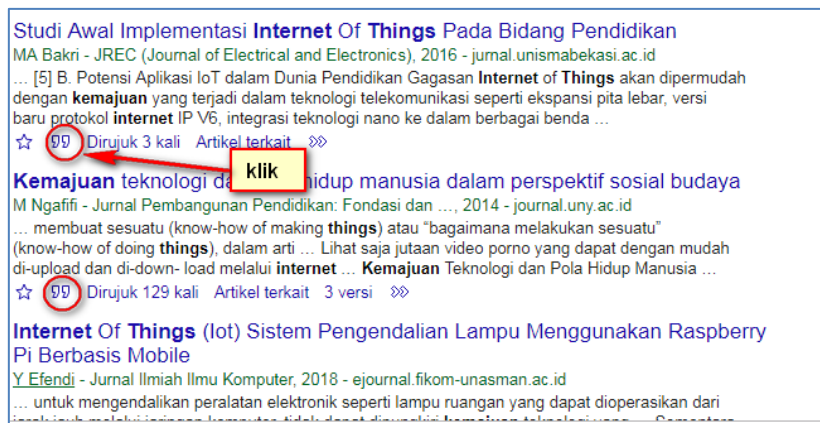 Studi Awal Implementasi Internet Of Things Pada Bidang Pendidikan
MA Bakri - JREC (Journal of Electrical and Electronics), 2016 - jurnal.unismabekasi.ac.id
... [5] B. Potensi Aplikasi IoT dalam Dunia Pendidikan Gagasan Internet of Things akan dipermudah
dengan kemajuan yang terjadi dalam teknologi telekomunikasi seperti ekspansi pita lebar, versi
baru protokol internet IP V6, integrasi teknologi nano ke dalam berbagai benda ...
Dirujuk 3 kali Artikel terkait
klik
Kemajuan teknologi hidup manusia dalam perspektif sosial budaya
M Ngafifi - Jurnal Pembangunan Pendidikan: Fondasi dan ..., 2014 - journal.uny.ac.id
... membuat sesuatu (know-how of making things) atau “bagaimana melakukan sesuatu”
(know-how of doing things), dalam arti ... Lihat saja jutaan video porno yang dapat dengan mudah
di-upload dan di-down- load melalui internet ... Kemajuan Teknologi dan Pola Hidup Manusia ...
Dirujuk 129 kali Artikel terkait 3 versi
Internet Of Things (Iot) Sistem Pengendalian Lampu Menggunakan Raspberry
Pi Berbasis Mobile
Y Efendi - Jurnal Ilmiah Ilmu Komputer, 2018 - ejournal.fikom-unasman.ac.id
... untuk mengendalikan peralatan elektronik seperti lampu ruangan yang dapat dioperasikan dari